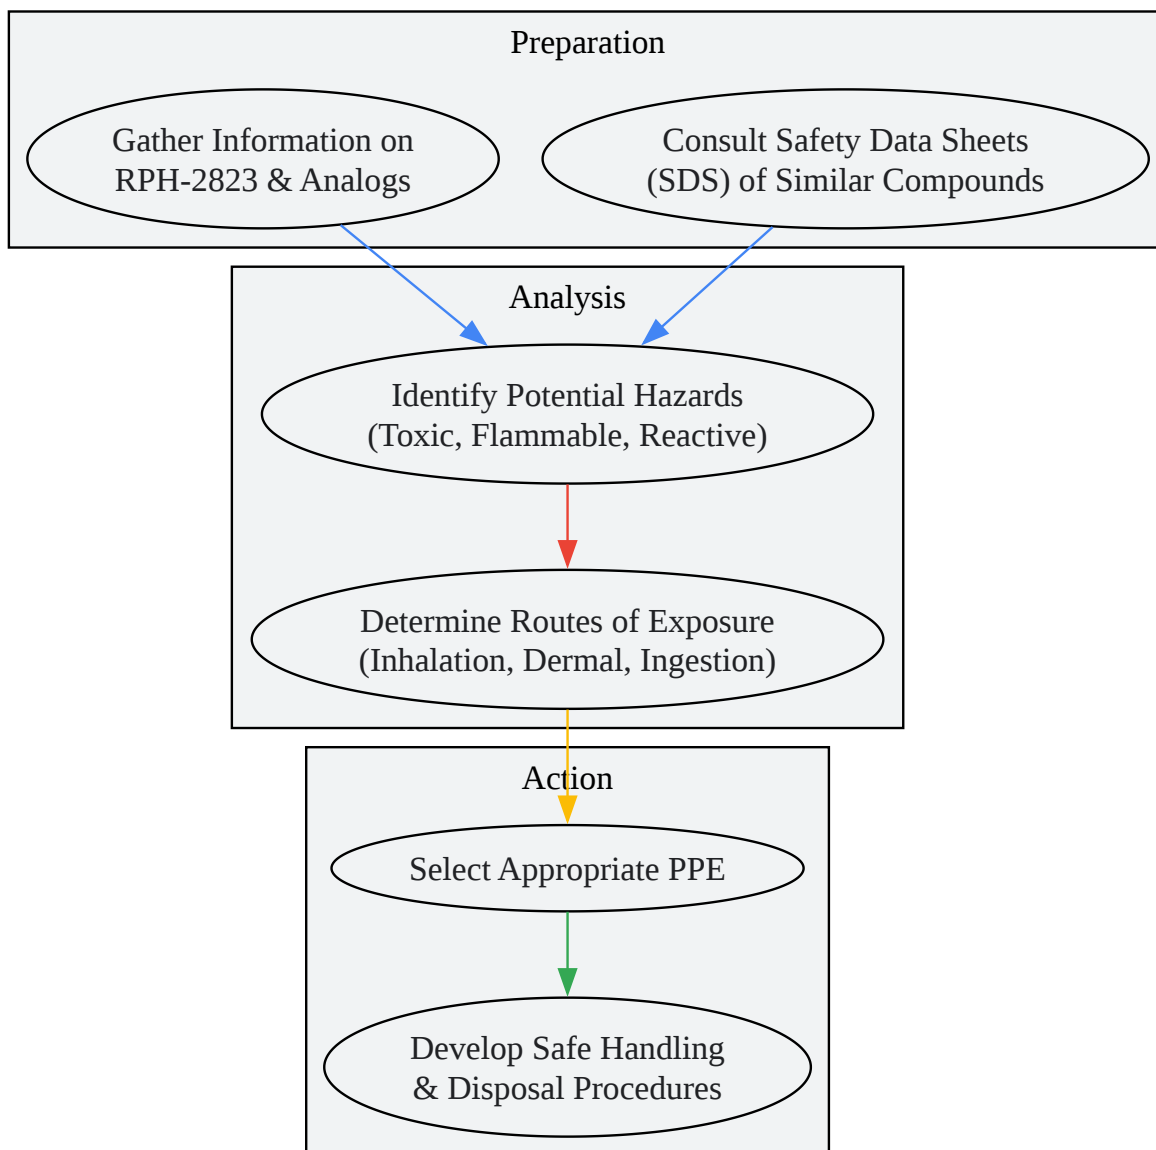 Preparation
Gather Information on
RPH-2823 & Analogs
Consult Safety Data Sheets
(SDS) of Similar Compounds
Analysis
Identify Potential Hazards
(Toxic, Flammable, Reactive)
Determine Routes of Exposure
(Inhalation, Dermal, Ingestion)
Action
Select Appropriate PPE
Develop Safe Handling
& Disposal Procedures